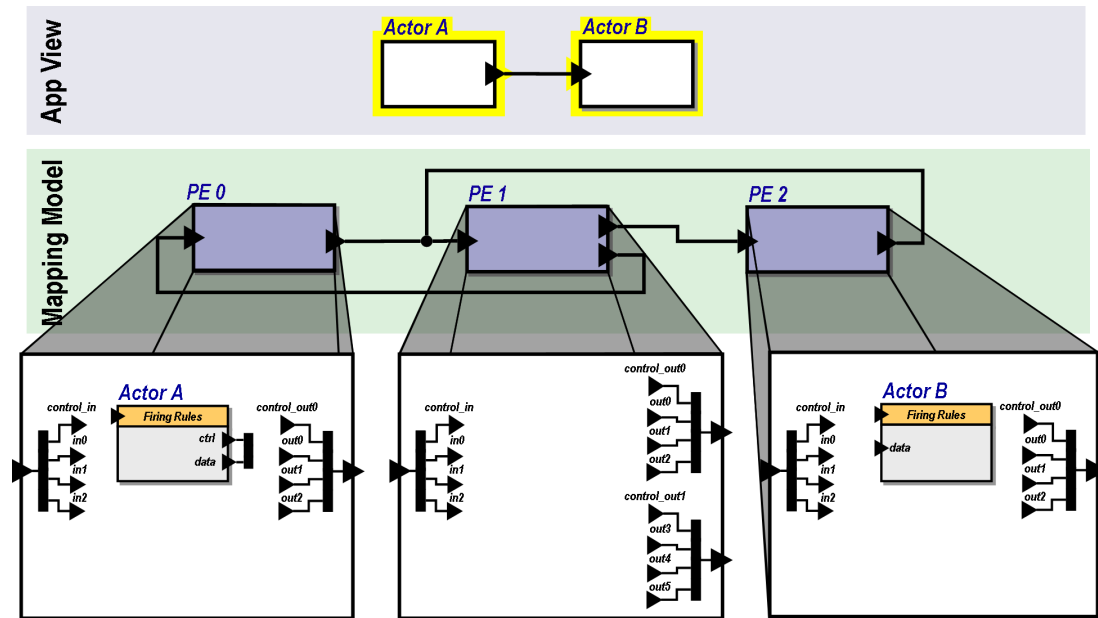 App View
Actor A
Actor B
Mapping Model
PE 0
PE 1
PE 2
Actor A
Firing Rules
ctrl
data
control_in
in0
in1
in2
control_out0
out0
out1
out2
control_in
in0
in1
in2
control_out0
out0
out1
out2
control_out1
out3
out4
out5
Actor B
Firing Rules
data
control_in
in0
in1
in2
control_out0
out0
out1
out2